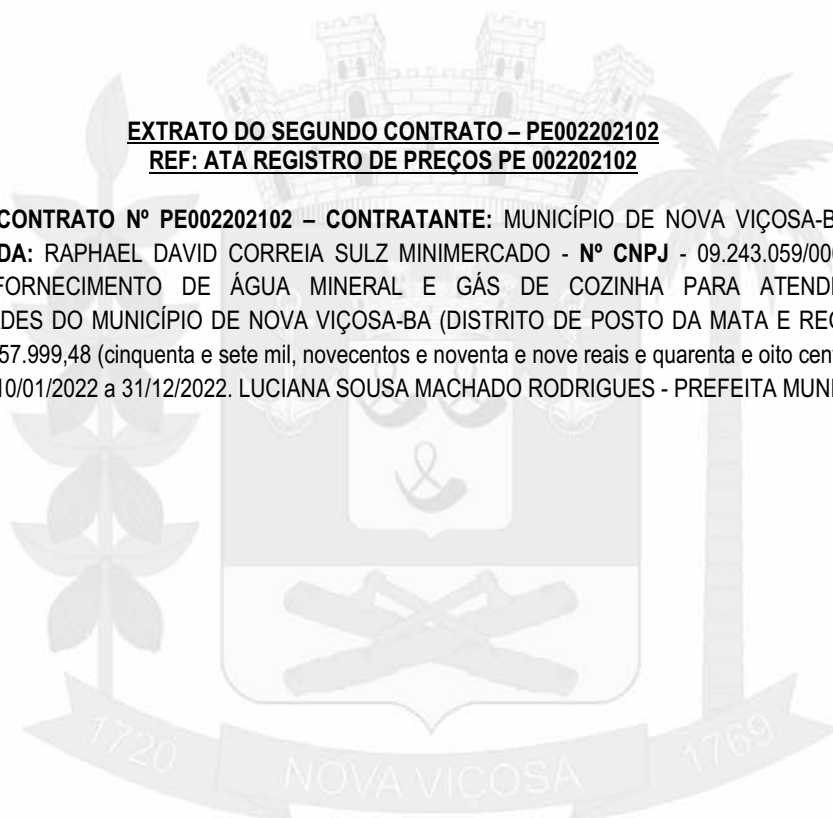 EXTRATO DO SEGUNDO CONTRATO – PE002202102
REF: ATA REGISTRO DE PREÇOS PE 002202102
CONTRATO Nº PE002202102 – CONTRATANTE: MUNICÍPIO DE NOVA VIÇOSA-B
DA: RAPHAEL DAVID CORREIA SULZ MINIMERCADO - Nº CNPJ - 09.243.059/00
FORNECIMENTO DE ÁGUA MINERAL E GÁS DE COZINHA PARA ATEND
DES DO MUNICÍPIO DE NOVA VIÇOSA-BA (DISTRITO DE POSTO DA MATA E REG
57.999,48 (cinquenta e sete mil, novecentos e noventa e nove reais e quarenta e oito cent
10/01/2022 a 31/12/2022. LUCIANA SOUSA MACHADO RODRIGUES - PREFEITA MUNI
1720 NOVA VIÇOSA 1769